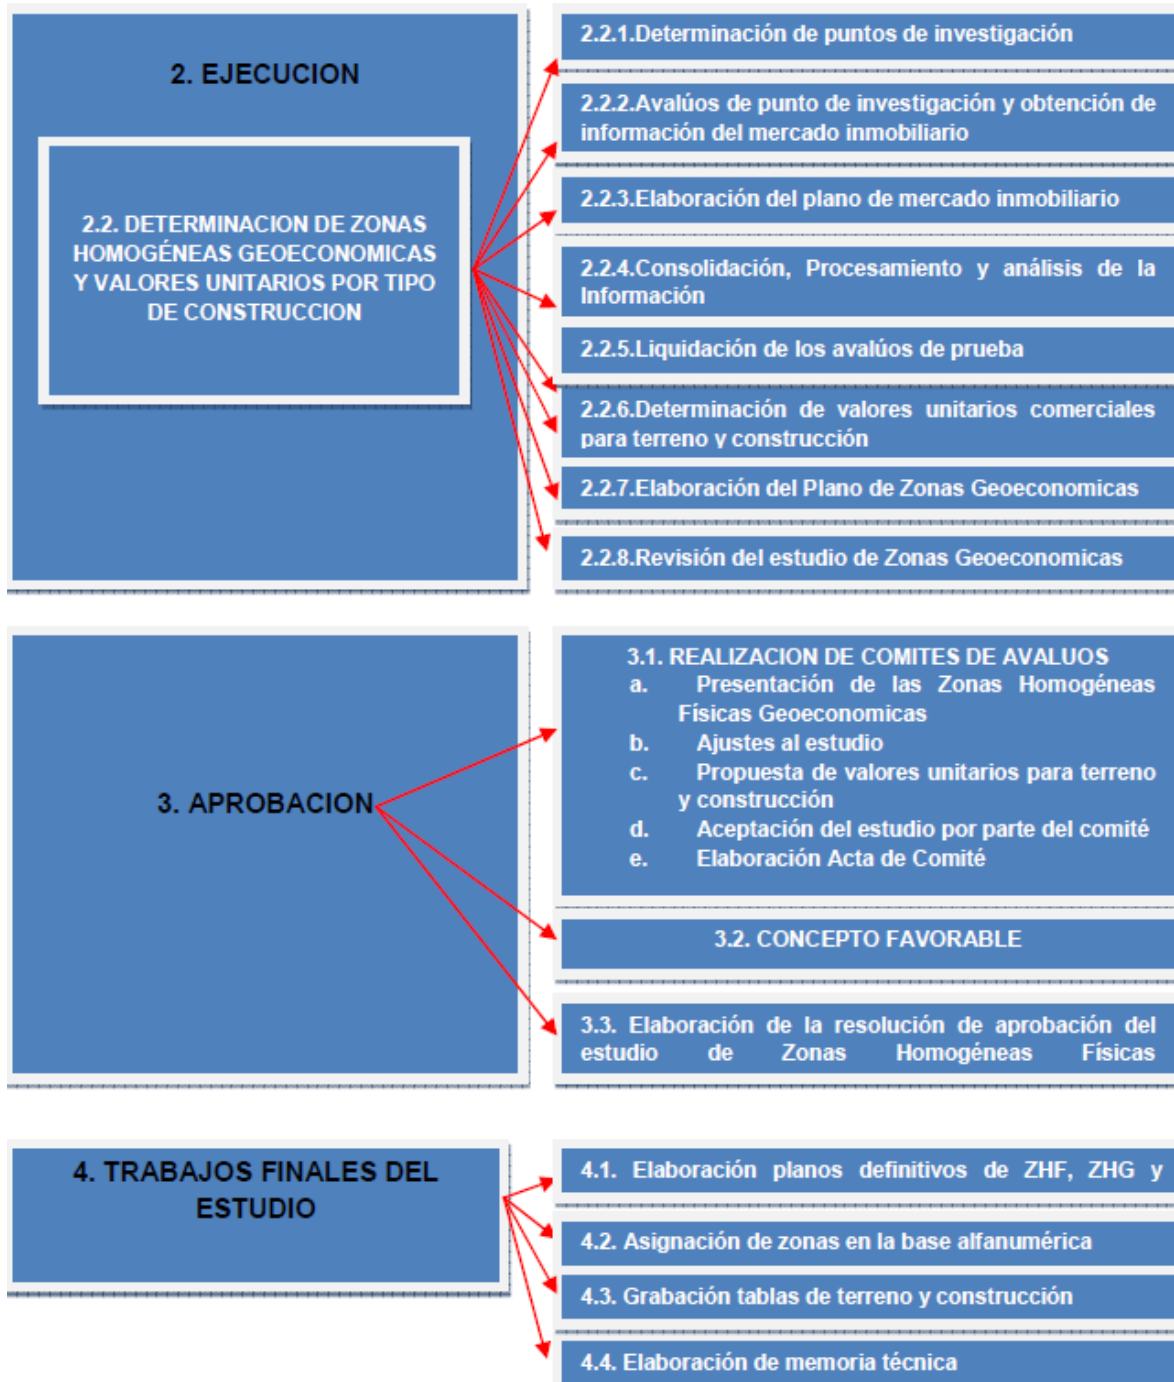 2. EJECUCION
2.2. DETERMINACION DE ZONAS
HOMOGÉNEAS GEOECONOMICAS
Y VALORES UNITARIOS POR TIPO
DE CONSTRUCCION
2.2.1.Determinación de puntos de investigación
2.2.2.Avalúos de punto de investigación y obtención de
información del mercado inmobiliario
2.2.3.Elaboración del plano de mercado inmobiliario
2.2.4.Consolidación, Procesamiento y análisis de la
Información
2.2.5.Liquidación de los avalúos de prueba
2.2.6.Determinación de valores unitarios comerciales
para terreno y construcción
2.2.7.Elaboración del Plano de Zonas Geoeconomicas
2.2.8.Revisión del estudio de Zonas Geoeconomicas
3. APROBACION
3.1. REALIZACION DE COMITES DE AVALUOS
a. Presentación de las Zonas Homogéneas
Físicas Geoeconomicas
b. Ajustes al estudio
c. Propuesta de valores unitarios para terreno
y construcción
d. Aceptación del estudio por parte del comité
e. Elaboración Acta de Comité
3.2. CONCEPTO FAVORABLE
3.3. Elaboración de la resolución de aprobación del
estudio de Zonas Homogéneas Físicas
4. TRABAJOS FINALES DEL
ESTUDIO
4.1. Elaboración planos definitivos de ZHF, ZHG y
4.2. Asignación de zonas en la base alfanumérica
4.3. Grabación tablas de terreno y construcción
4.4. Elaboración de memoria técnica